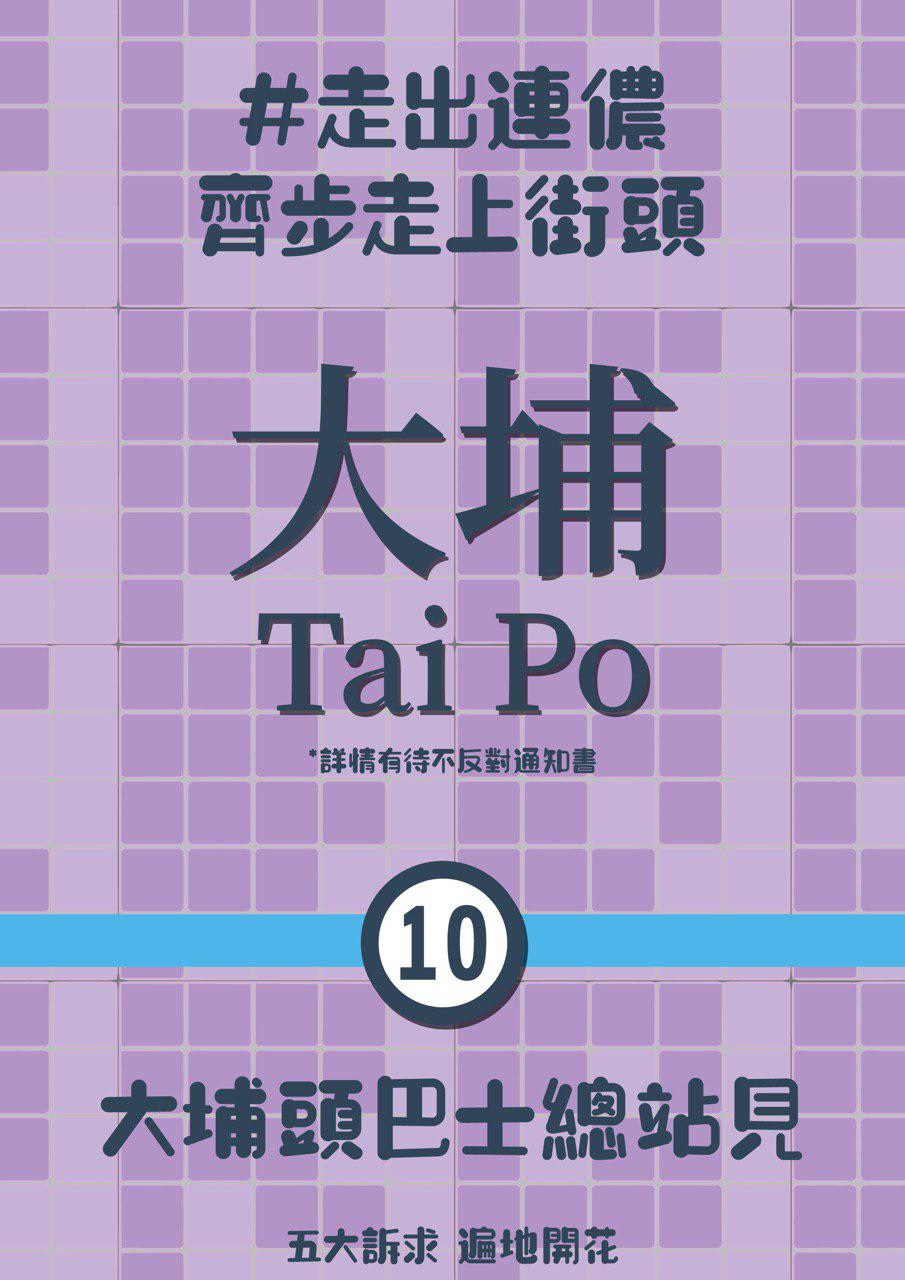 #走出連儂
齊步走上街頭
大埔
Tai Po
*詳情有待不反對通知書
10
大埔頭巴士總站見
五大訴求 遍地開花